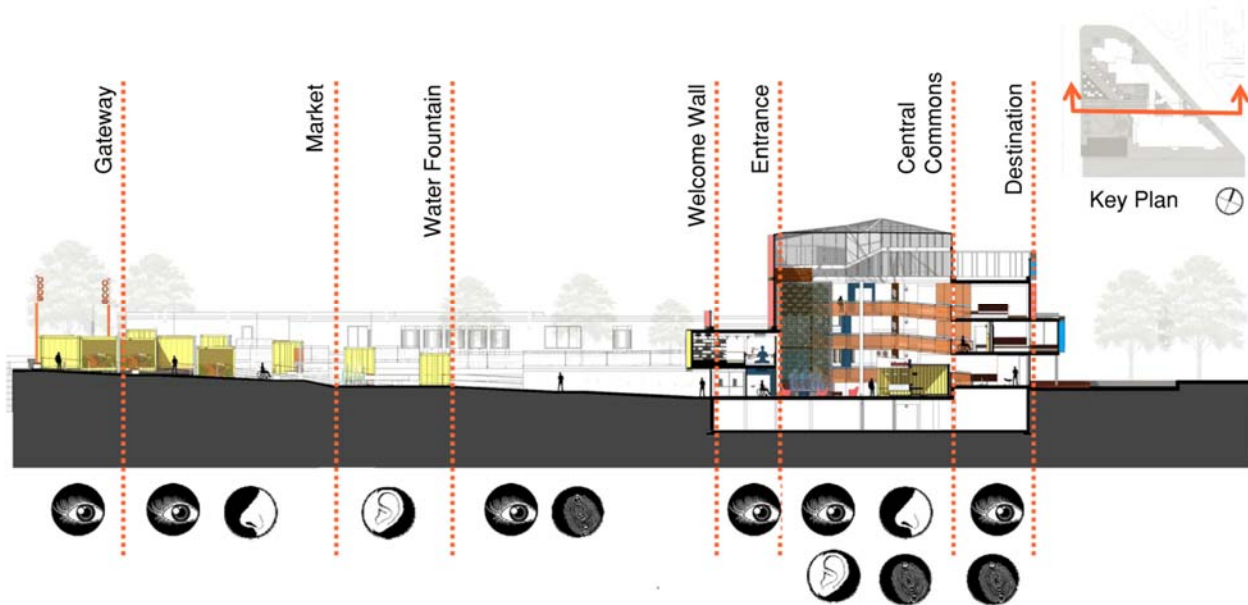 Gateway
Market
Water Fountain
Welcome Wall
Entrance
Central
Commons
Destination
Key Plan